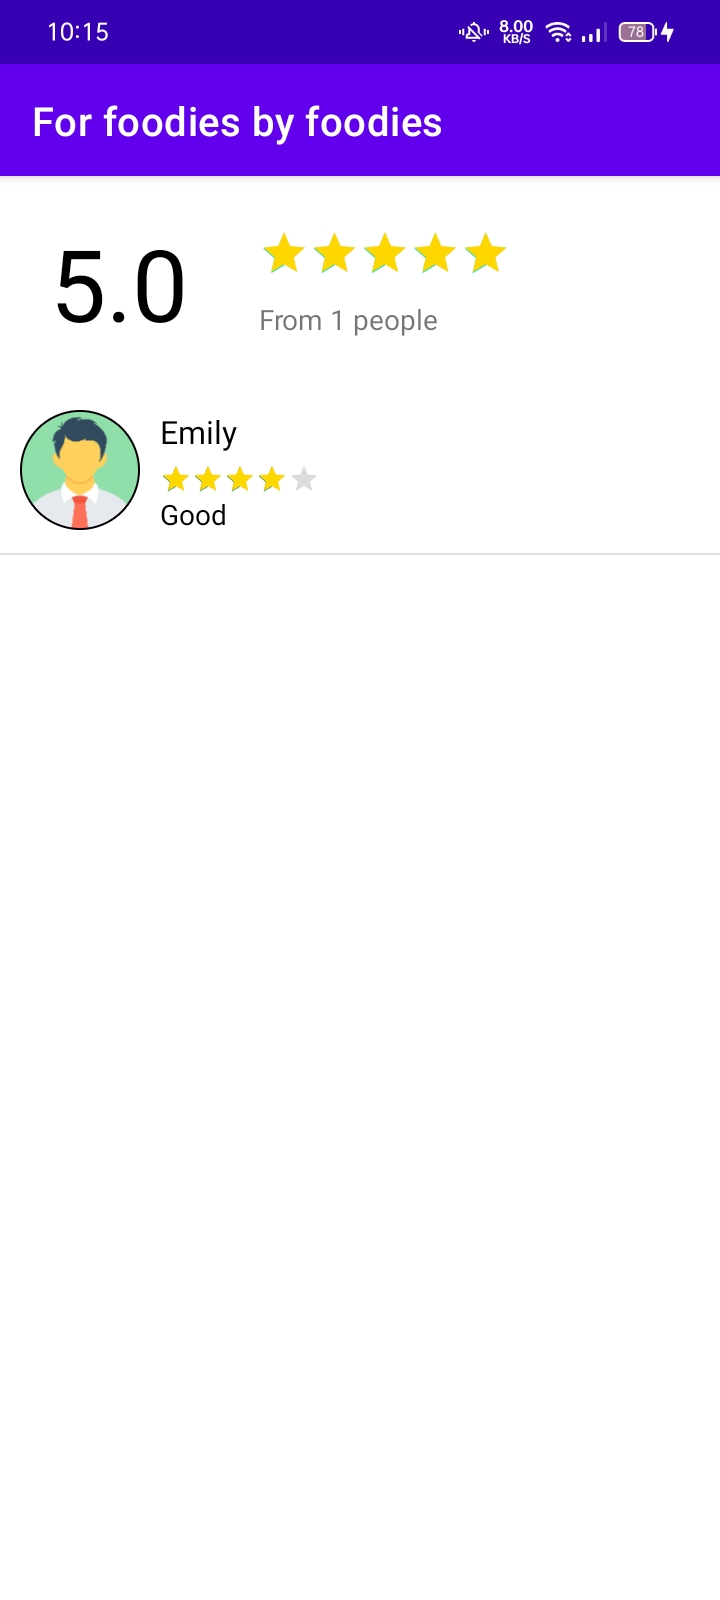 10:15
8.00
KB/S
78
For foodies by foodies
5.0
From 1 people
Emily
Good